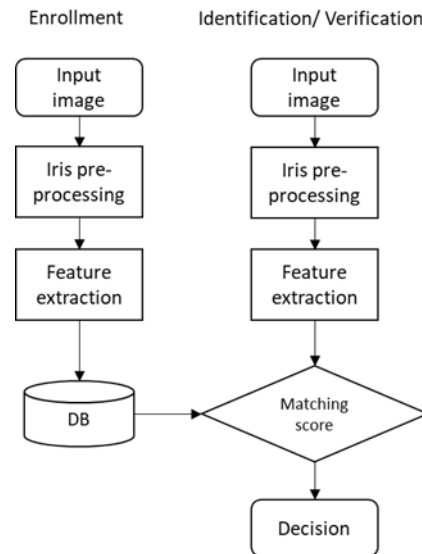 Enrollment
Identification/ Verification
Input
image
Input
image
Iris pre-
processing
Iris pre-
processing
Feature
extraction
Feature
extraction
DB
Matching
score
Decision